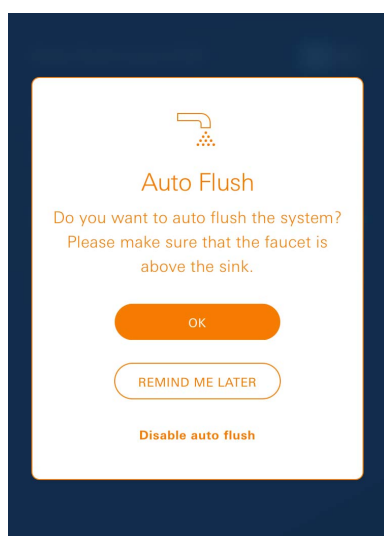 Auto Flush
Do you want to auto flush the system?
Please make sure that the faucet is
above the sink.
OK
REMIND ME LATER
Disable auto flush